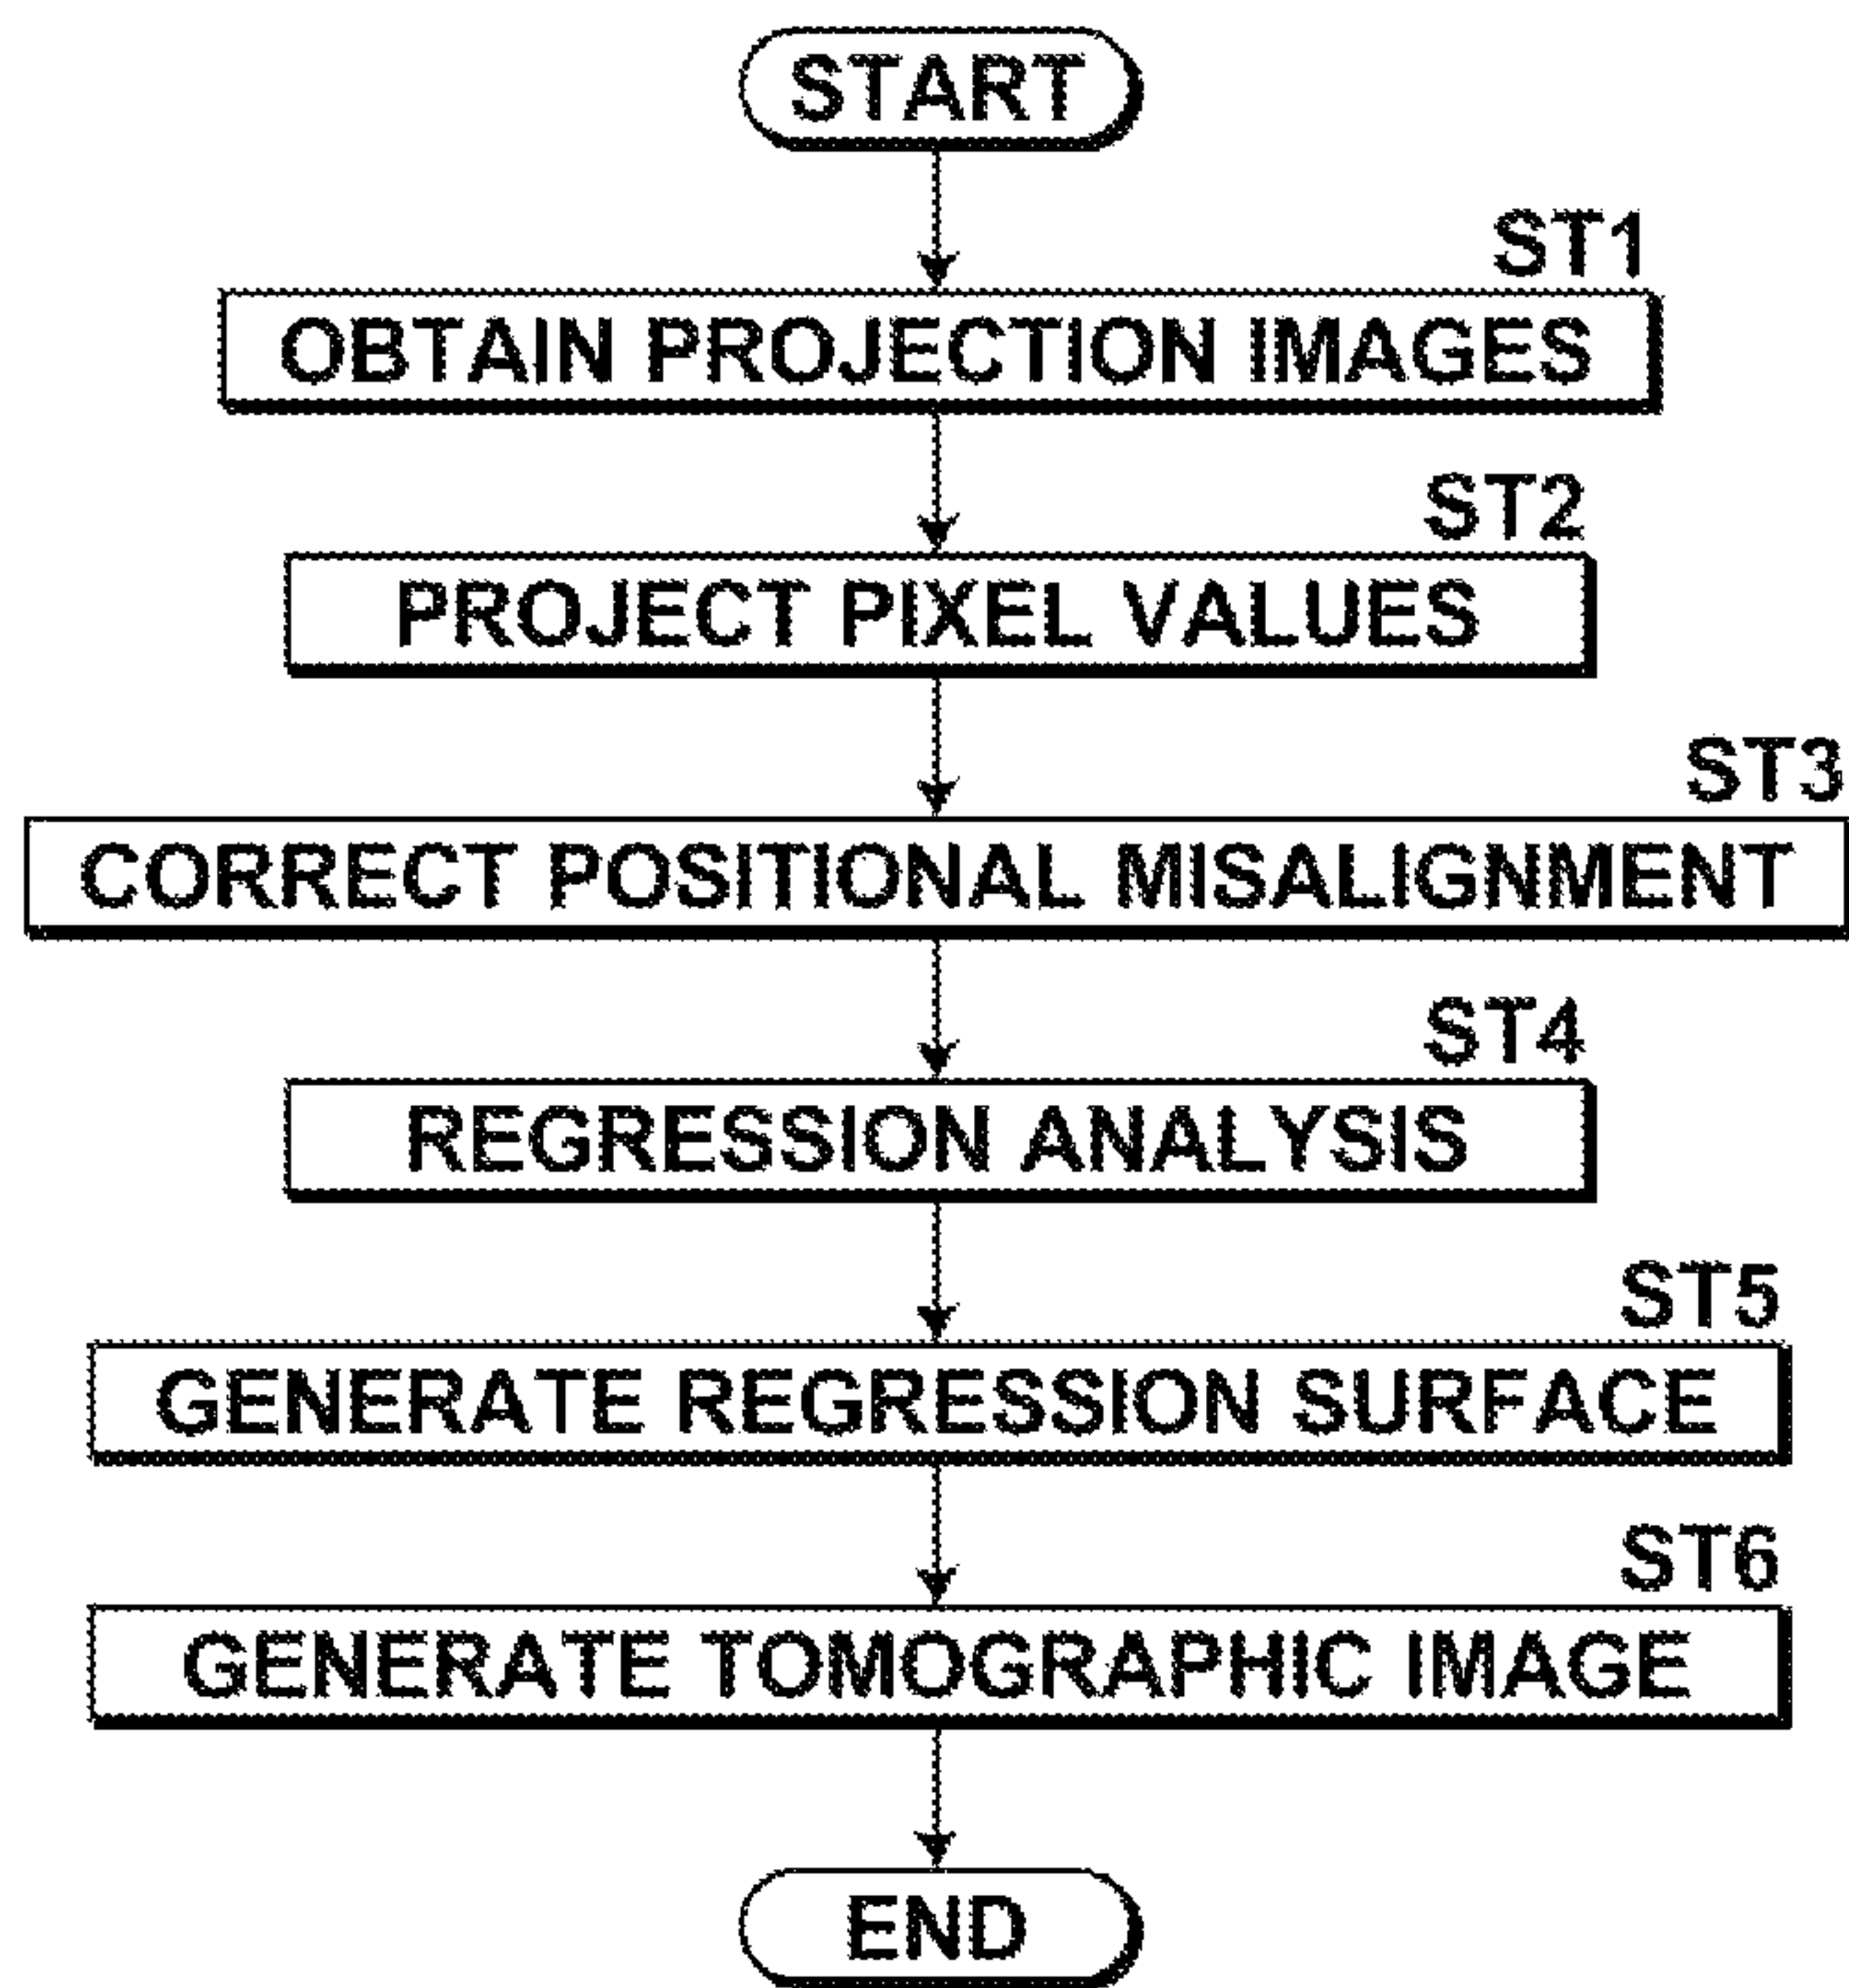 START
ST1
OBTAIN PROJECTION IMAGES
ST2
PROJECT PIXEL VALUES
ST3
CORRECT POSITIONAL MISALIGNMENT
ST4
REGRESSION ANALYSIS
ST5
GENERATE REGRESSION SURFACE
ST6
GENERATE TOMOGRAPHIC IMAGE
END